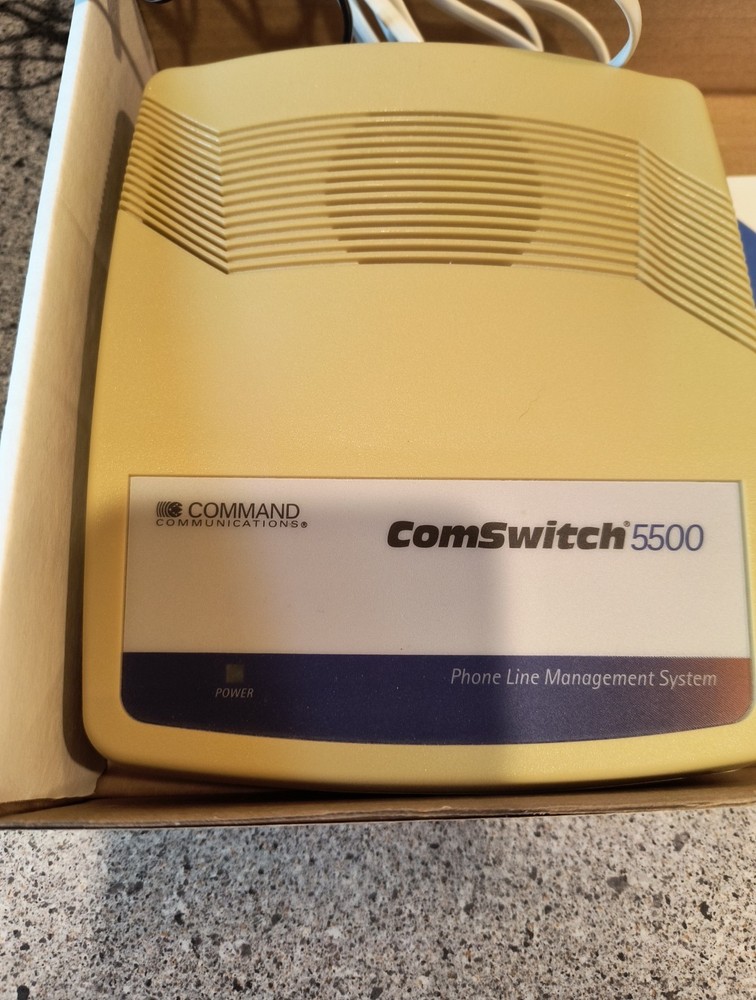 COMMAND
COMMUNICATIONS®
ComSwitch® 5500
Phone Line Management System
POWER